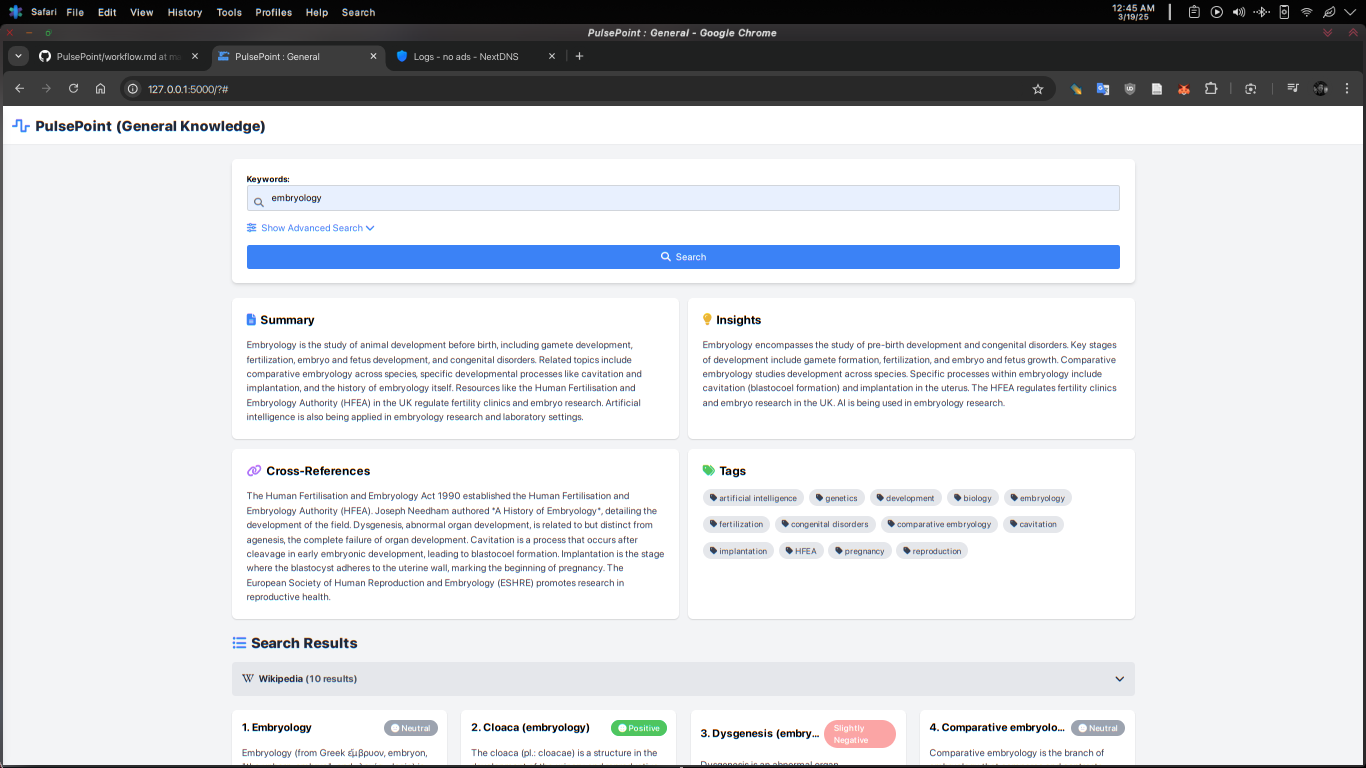 Safari File Edit View History Tools Profiles Help Search
12:45 AM
3/19/25
PulsePoint : General - Google Chrome
PulsePoint/workflow.md at ma
PulsePoint : General
Logs - no ads - NextDNS
127.0.0.1:5000/?#
PulsePoint (General Knowledge)
Keywords:
embryology
Show Advanced Search
Search
Summary
Embryology is the study of animal development before birth, including gamete development,
fertilization, embryo and fetus development, and congenital disorders. Related topics include
comparative embryology across species, specific developmental processes like cavitation and
implantation, and the history of embryology itself. Resources like the Human Fertilisation and
Embryology Authority (HFEA) in the UK regulate fertility clinics and embryo research. Artificial
intelligence is also being applied in embryology research and laboratory settings.
Insights
Embryology encompasses the study of pre-birth development and congenital disorders. Key stages
of development include gamete formation, fertilization, and embryo and fetus growth. Comparative
embryology studies development across species. Specific processes within embryology include
cavitation (blastocoel formation) and implantation in the uterus. The HFEA regulates fertility clinics
and embryo research in the UK. AI is being used in embryology research.
Cross-References
The Human Fertilisation and Embryology Act 1990 established the Human Fertilisation and
Embryology Authority (HFEA). Joseph Needham authored *A History of Embryology*, detailing the
development of the field. Dysgenesis, abnormal organ development, is related to but distinct from
agenesis, the complete failure of organ development. Cavitation is a process that occurs after
cleavage in early embryonic development, leading to blastocoel formation. Implantation is the stage
where the blastocyst adheres to the uterine wall, marking the beginning of pregnancy. The
European Society of Human Reproduction and Embryology (ESHRE) promotes research in
reproductive health.
Tags
artificial intelligence genetics development biology embryology
fertilization congenital disorders comparative embryology cavitation
implantation HFEA pregnancy reproduction
Search Results
Wikipedia (10 results)
1. Embryology
Neutral
Embryology (from Greek ἔμβρυον, embryon,
2. Cloaca (embryology)
Positive
The cloaca (pl.: cloacae) is a structure in the
3. Dysgenesis (embry...
Slightly
Negative
Dysgenesis is an abnormal organ
4. Comparative embryolo...
Neutral
Comparative embryology is the branch of